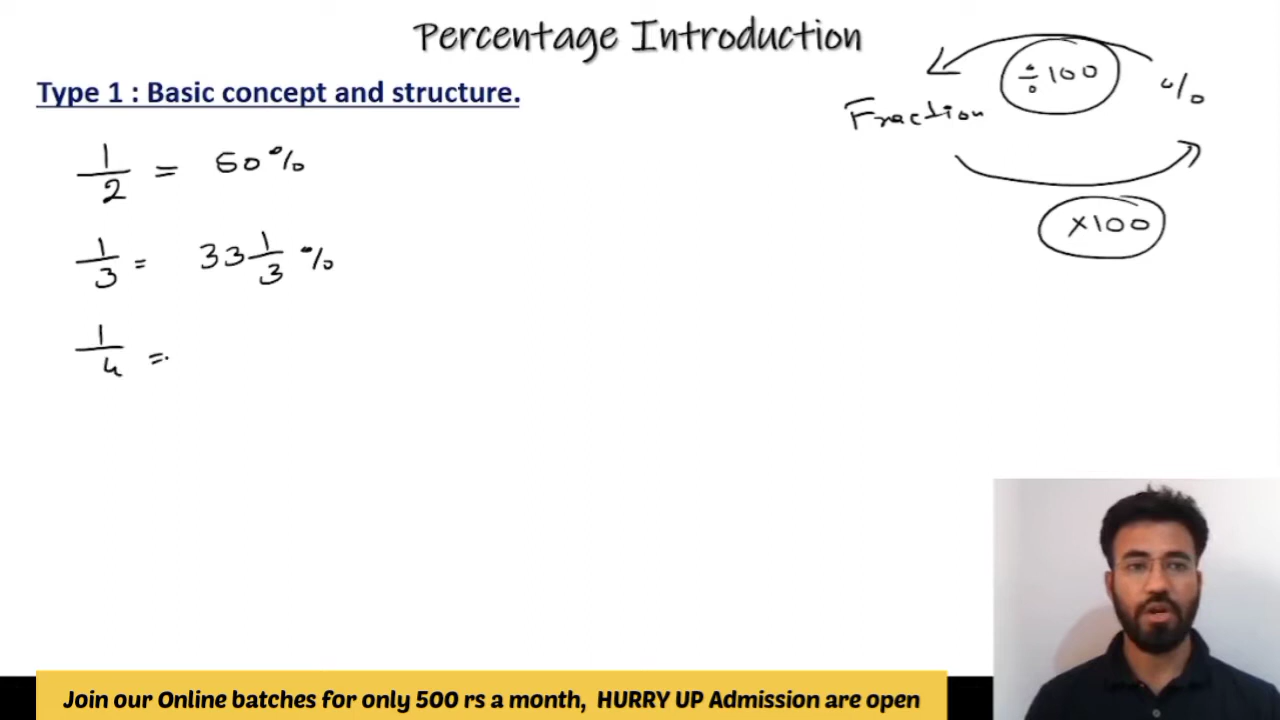 Percentage Introduction
Type 1 : Basic concept and structure.
÷100
%
Fraction
×100
1/2 = 50%
1/3 = 33 1/3 %
1/4 =
Join our Online batches for only 500 rs a month, HURRY UP Admission are open